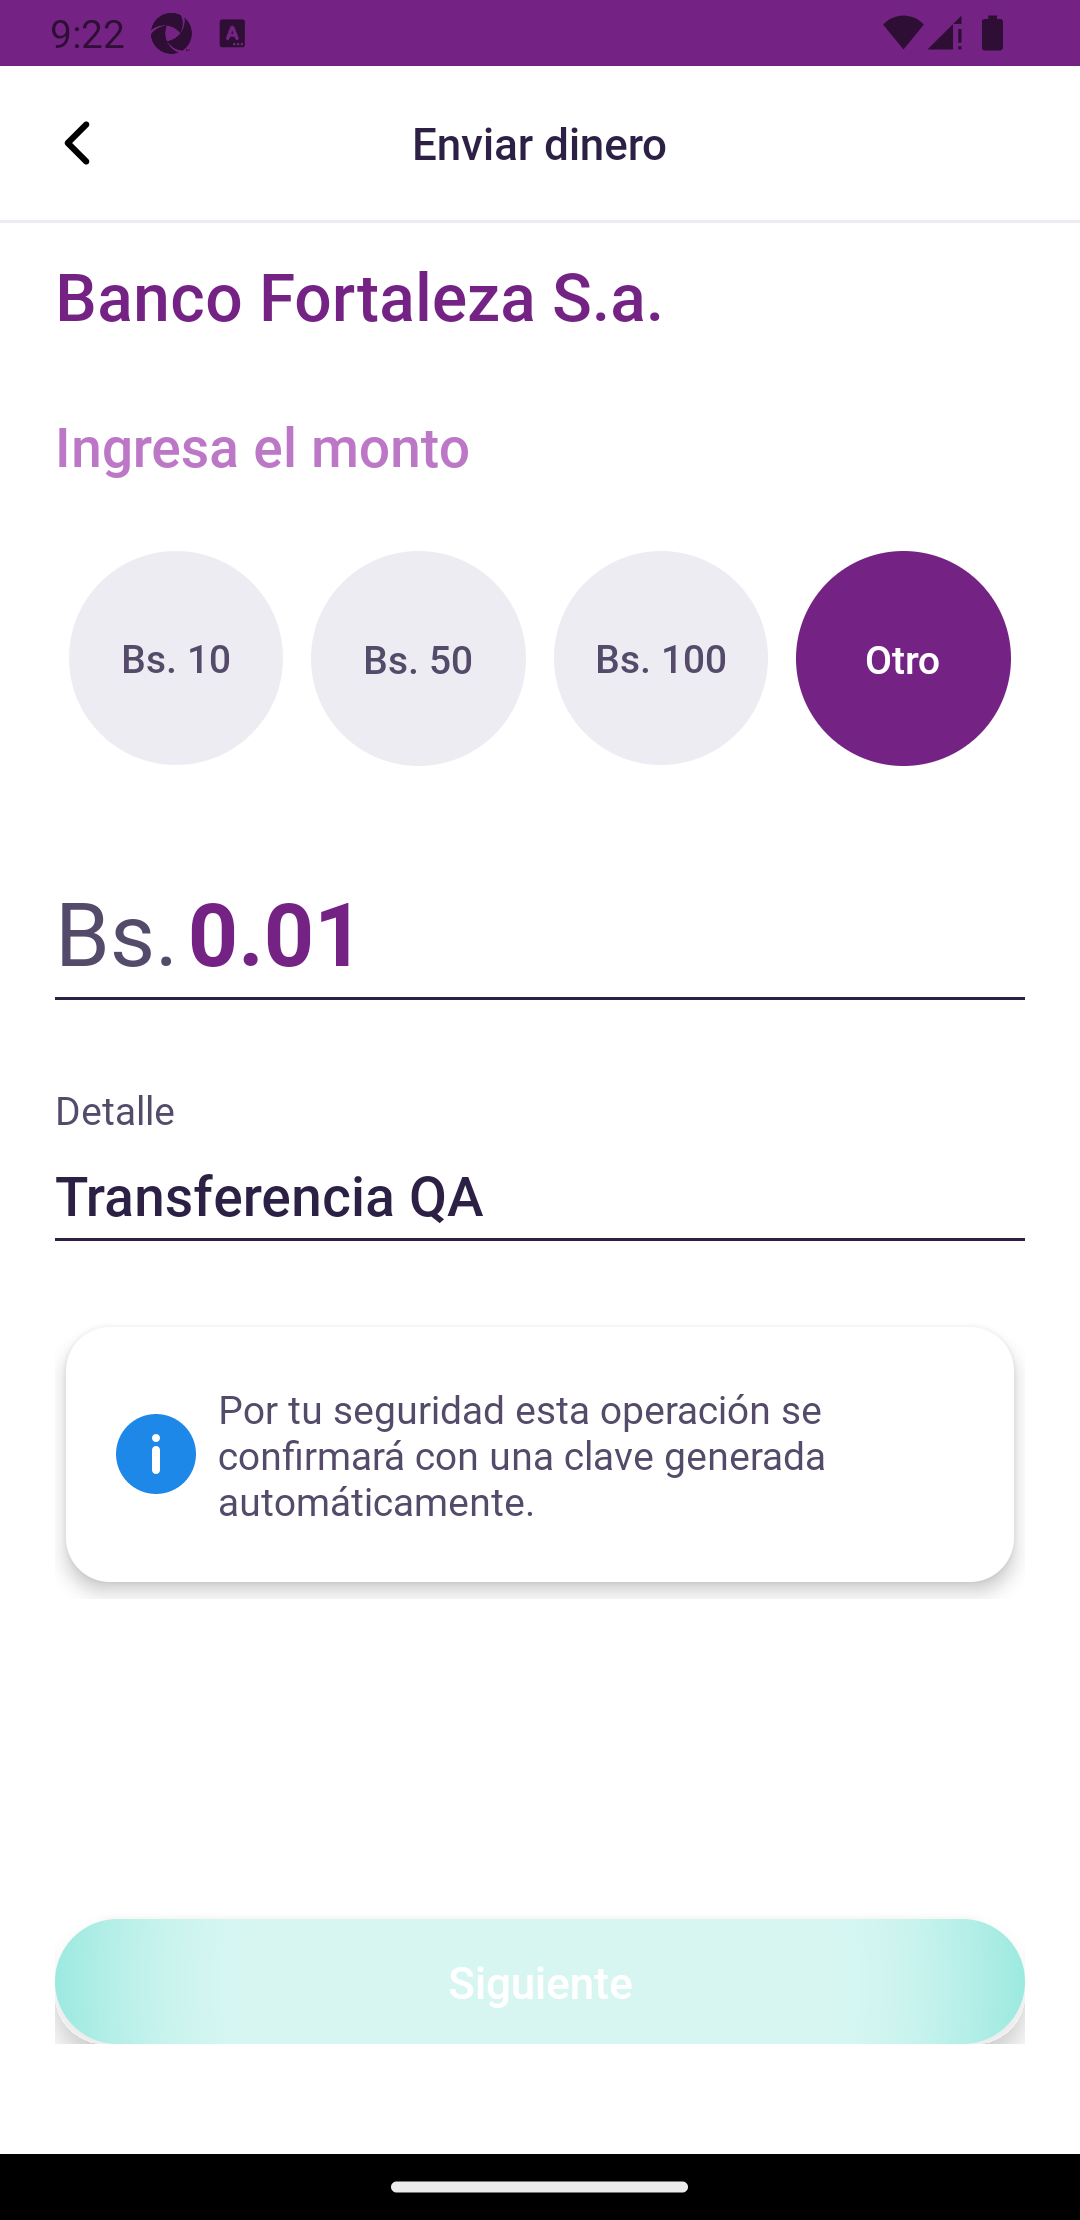 9:22
Enviar dinero
Banco Fortaleza S.a.
Ingresa el monto
Bs. 10
Bs. 50
Bs. 100
Otro
Bs. 0.01
Detalle
Transferencia QA
Por tu seguridad esta operación se
confirmará con una clave generada
automáticamente.
Siguiente